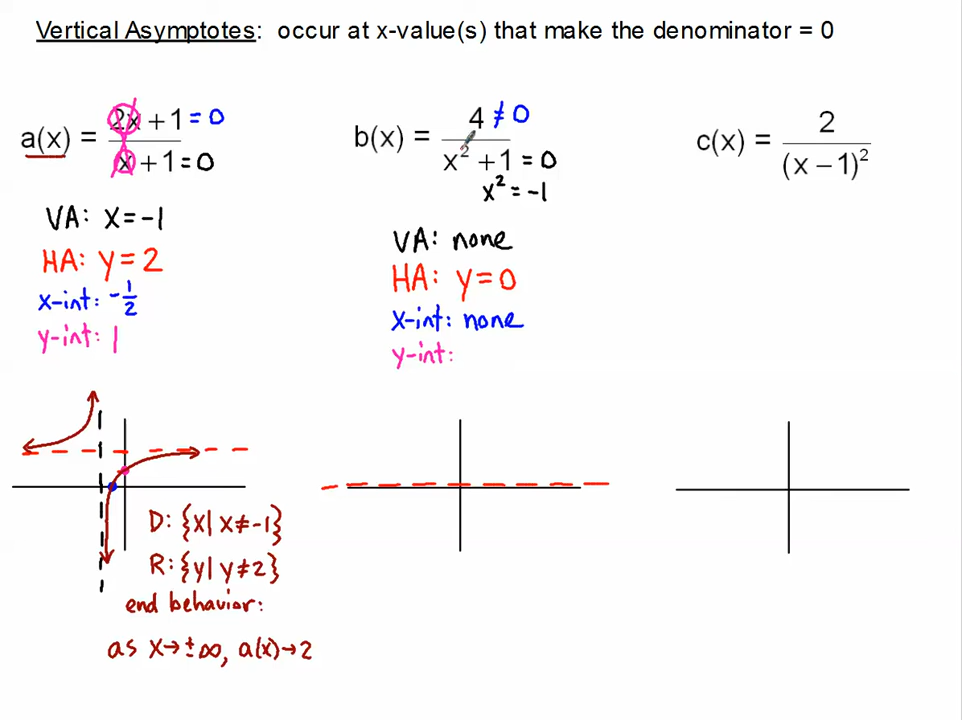 Vertical Asymptotes: occur at x-value(s) that make the denominator = 0
a(x) = 2x + 1 = 0
x + 1 = 0
VA: x = -1
HA: y = 2
x-int: -1/2
y-int: 1
D: {x| x ≠ -1}
R: {y| y ≠ 2}
end behavior:
as x→±∞, a(x)→2
b(x) = 4 ≠ 0
x² + 1 = 0
x² = -1
VA: none
HA: y = 0
x-int: none
y-int:
c(x) = 2
(x – 1)²